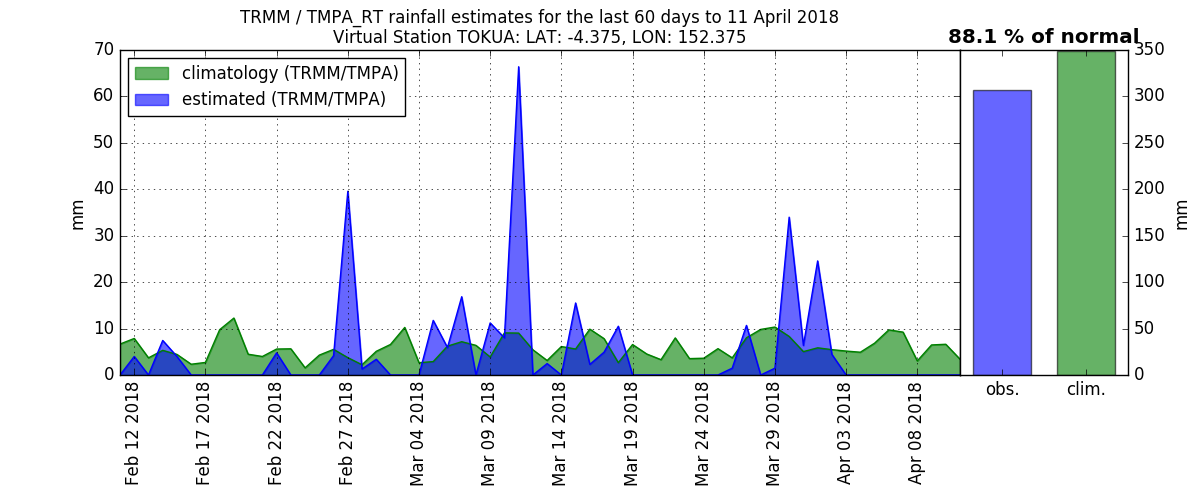 TRMM / TMPA_RT rainfall estimates for the last 60 days to 11 April 2018
Virtual Station TOKUA: LAT: -4.375, LON: 152.375
88.1 % of normal
climatology (TRMM/TMPA)
estimated (TRMM/TMPA)
mm
70
60
50
40
30
20
10
0
Feb 12 2018
Feb 17 2018
Feb 22 2018
Feb 27 2018
Mar 04 2018
Mar 09 2018
Mar 14 2018
Mar 19 2018
Mar 24 2018
Mar 29 2018
Apr 03 2018
Apr 08 2018
obs.
clim.
350
300
250
200
150
100
50
0
mm